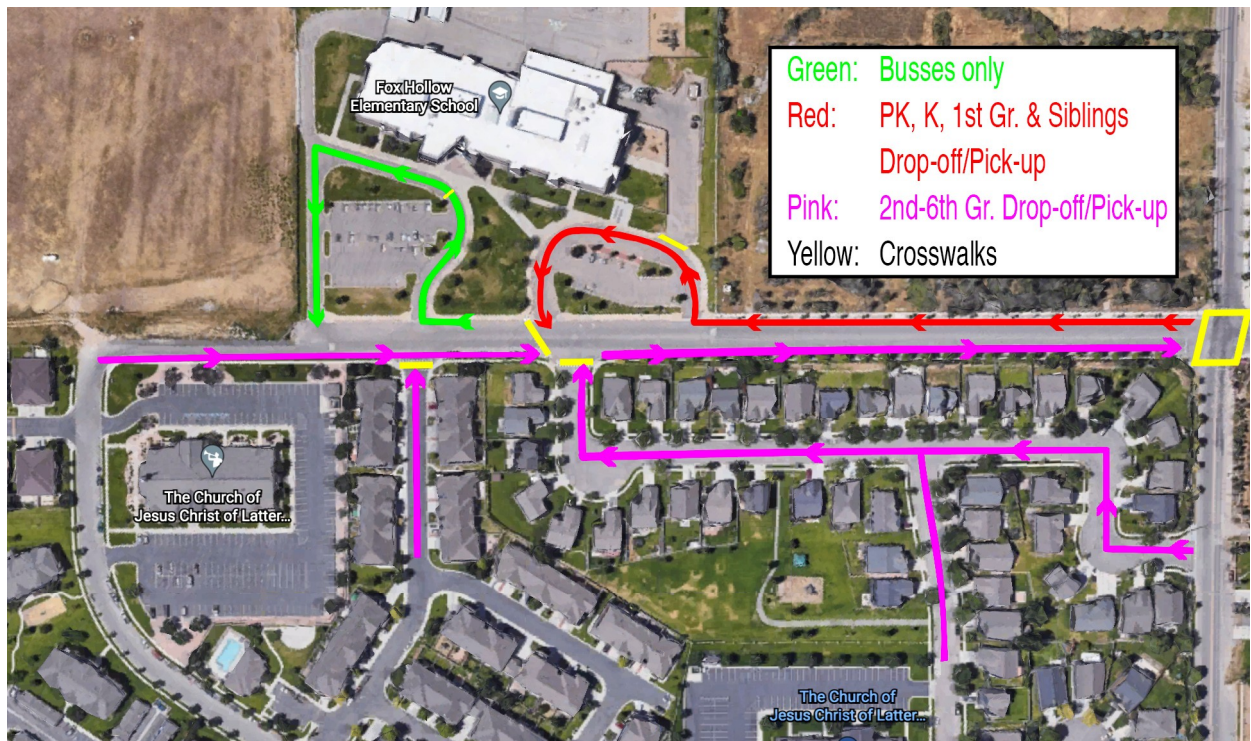 Fox Hollow
Elementary School
Green: Busses only
Red: PK, K, 1st Gr. & Siblings
Drop-off/Pick-up
Pink: 2nd-6th Gr. Drop-off/Pick-up
Yellow: Crosswalks
The Church of
Jesus Christ of Latter...
The Church of
Jesus Christ of Latter...